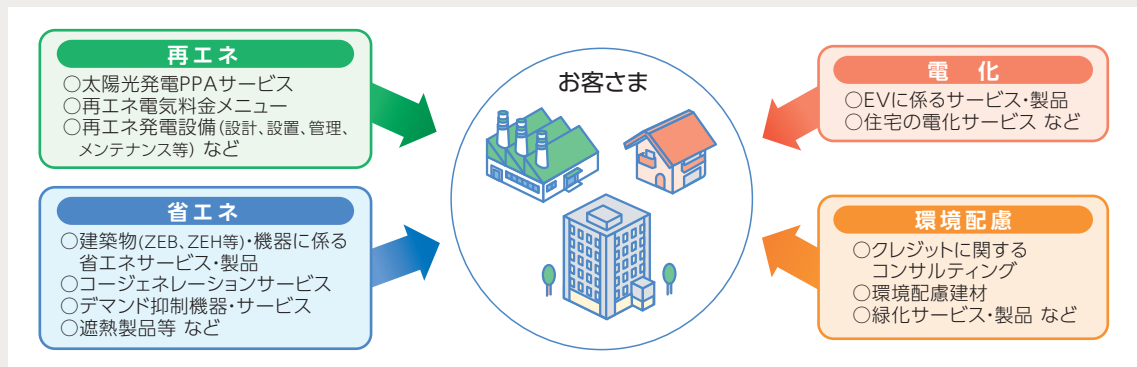 再エネ
○太陽光発電PPAサービス
○再エネ電気料金メニュー
○再エネ発電設備(設計、設置、管理、
メンテナンス等) など
省エネ
○建築物(ZEB、ZEH等)・機器に係る
省エネサービス・製品
○コージェネレーションサービス
○デマンド抑制機器・サービス
○遮熱製品等 など
お客さま
電 化
○EVに係るサービス・製品
○住宅の電化サービス など
環境配慮
○クレジットに関する
コンサルティング
○環境配慮建材
○緑化サービス・製品 など